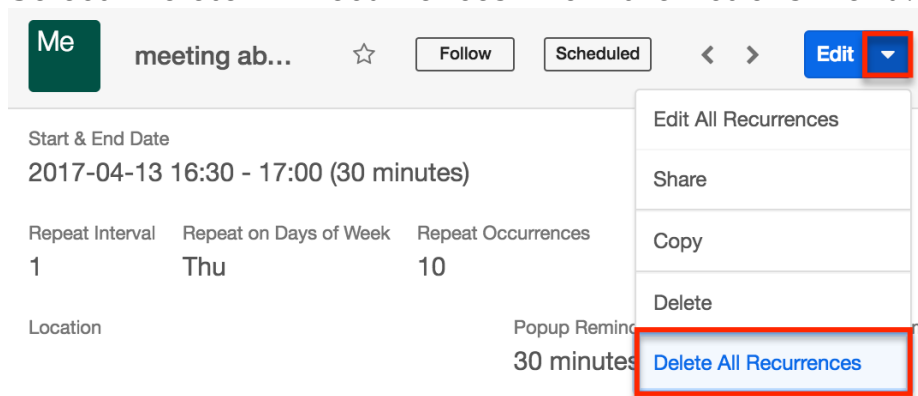 Me
meeting ab...
Follow
Scheduled
Edit
Edit All Recurrences
Start & End Date
2017-04-13 16:30 - 17:00 (30 minutes)
Share
Repeat Interval Repeat on Days of Week Repeat Occurrences
1 Thu 10
Copy
Delete
Location
Popup Remind
30 minutes
Delete All Recurrences